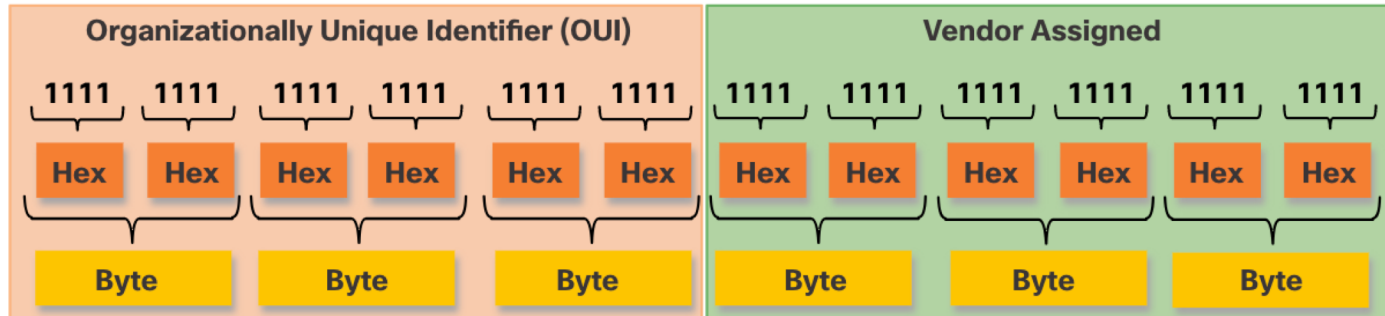 Organizationally Unique Identifier (OUI) Vendor Assigned
1111 1111 1111 1111 1111 1111 1111 1111 1111 1111 1111 1111
Hex Hex Hex Hex Hex Hex Hex Hex Hex Hex Hex Hex
Byte Byte Byte Byte Byte Byte